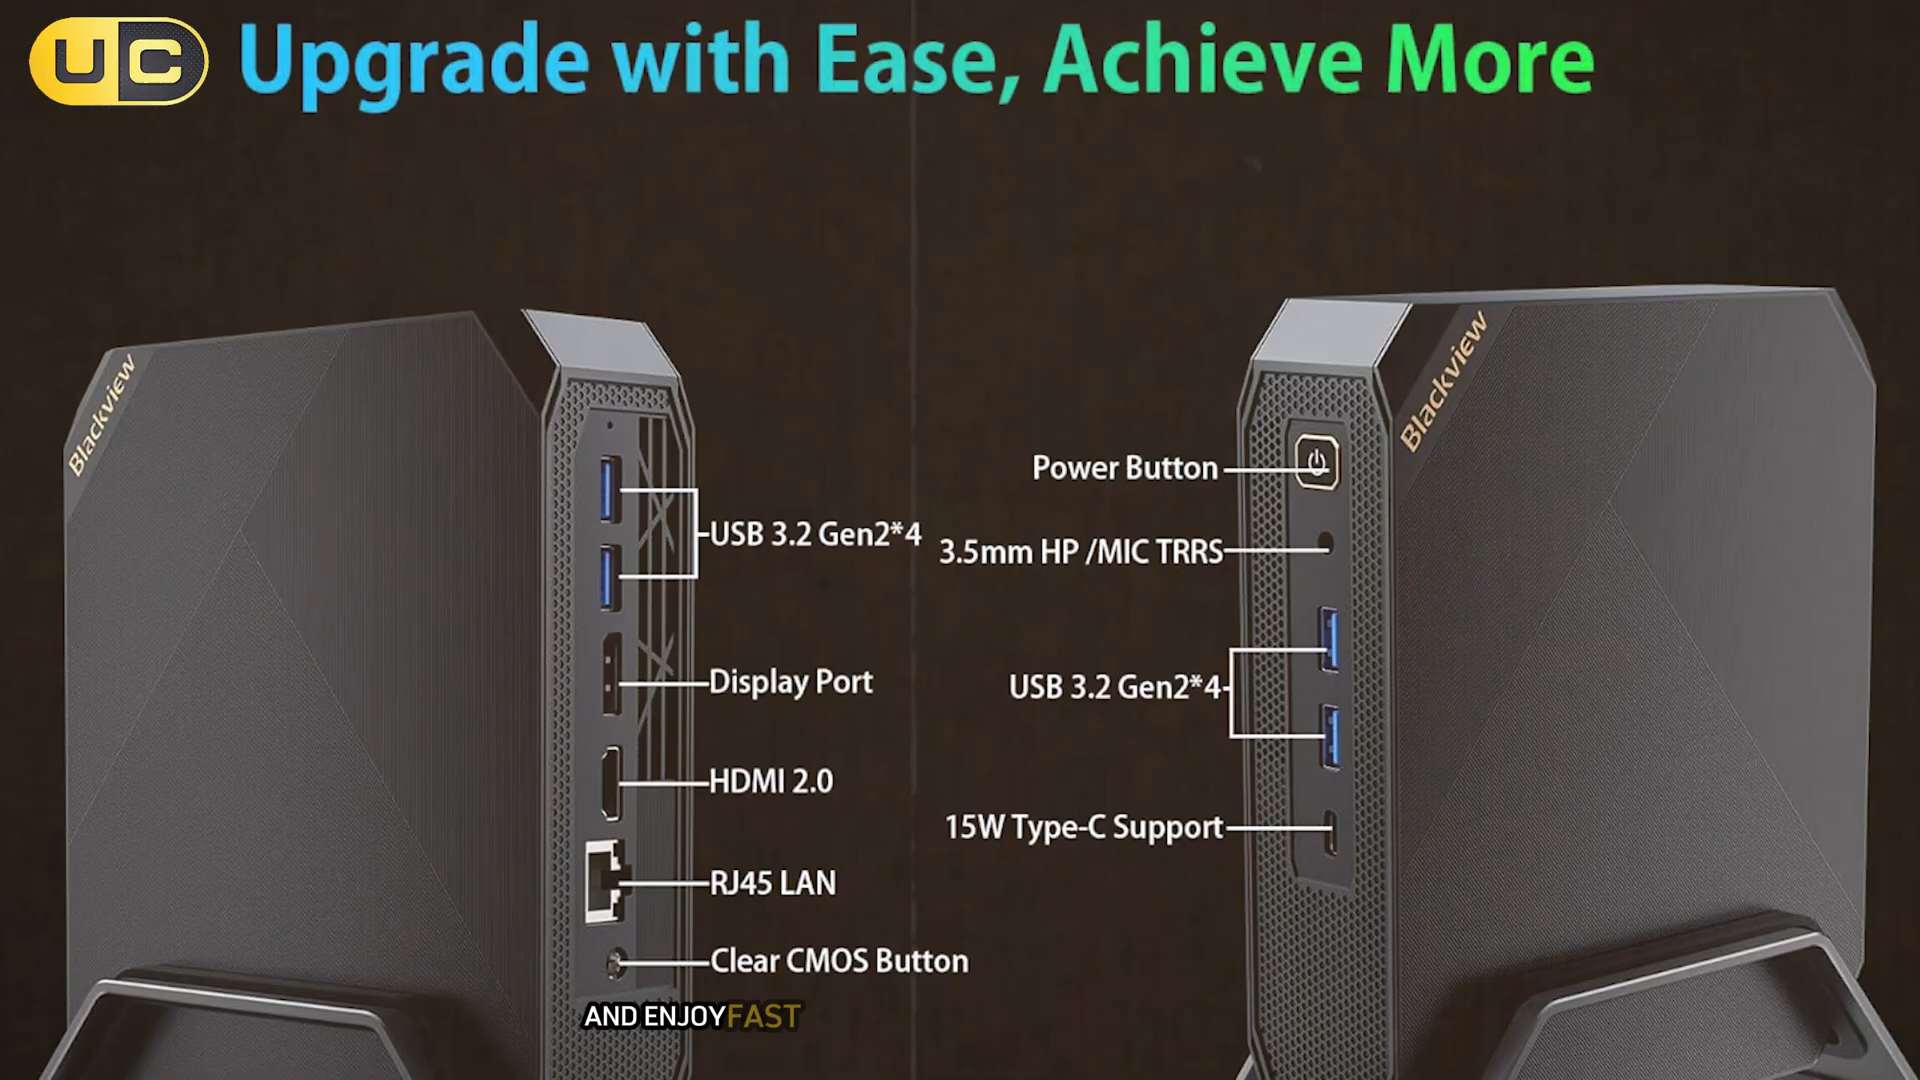 UC
Upgrade with Ease, Achieve More
Blackview
USB 3.2 Gen2*4
Display Port
HDMI 2.0
RJ45 LAN
Clear CMOS Button
AND ENJOY FAST
Blackview
Power Button
3.5mm HP /MIC TRRS
USB 3.2 Gen2*4
15W Type-C Support